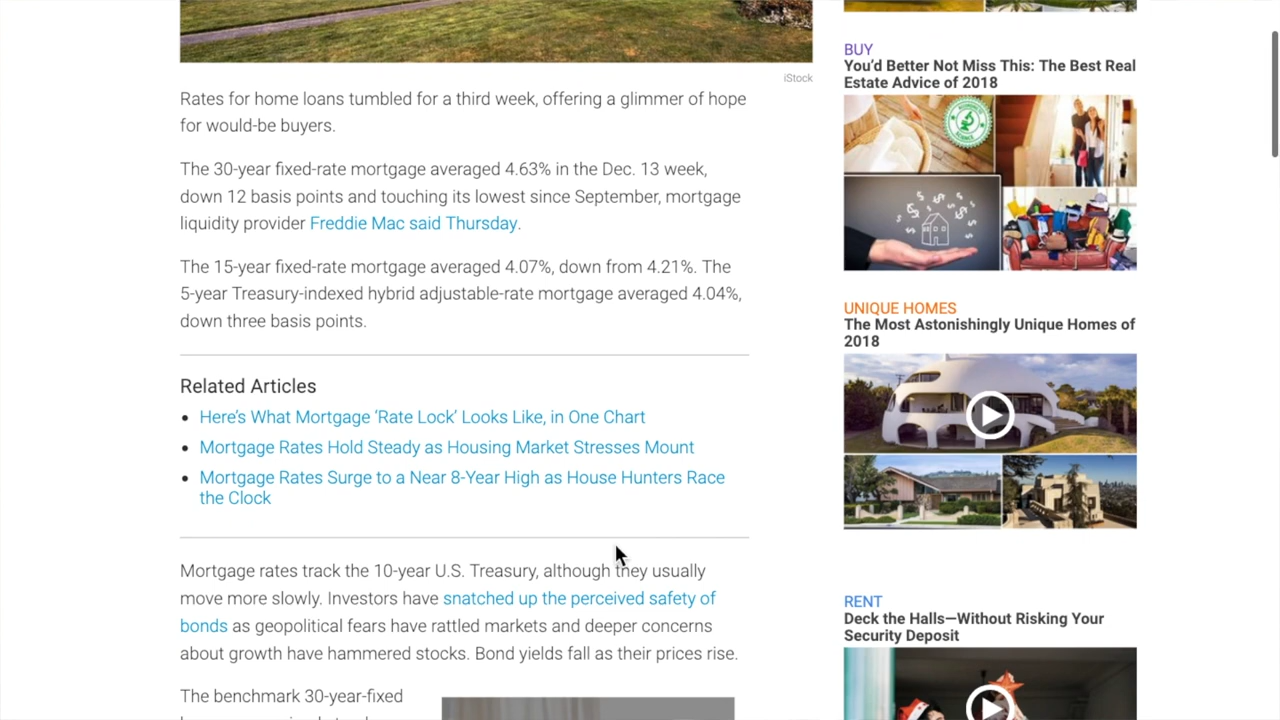 iStock
Rates for home loans tumbled for a third week, offering a glimmer of hope
for would-be buyers.
The 30-year fixed-rate mortgage averaged 4.63% in the Dec. 13 week,
down 12 basis points and touching its lowest since September, mortgage
liquidity provider Freddie Mac said Thursday.
The 15-year fixed-rate mortgage averaged 4.07%, down from 4.21%. The
5-year Treasury-indexed hybrid adjustable-rate mortgage averaged 4.04%,
down three basis points.
Related Articles
Here’s What Mortgage ‘Rate Lock’ Looks Like, in One Chart
Mortgage Rates Hold Steady as Housing Market Stresses Mount
Mortgage Rates Surge to a Near 8-Year High as House Hunters Race
the Clock
Mortgage rates track the 10-year U.S. Treasury, although they usually
move more slowly. Investors have snatched up the perceived safety of
bonds as geopolitical fears have rattled markets and deeper concerns
about growth have hammered stocks. Bond yields fall as their prices rise.
The benchmark 30-year-fixed
BUY
You’d Better Not Miss This: The Best Real
Estate Advice of 2018
UNIQUE HOMES
The Most Astonishingly Unique Homes of
2018
RENT
Deck the Halls—Without Risking Your
Security Deposit